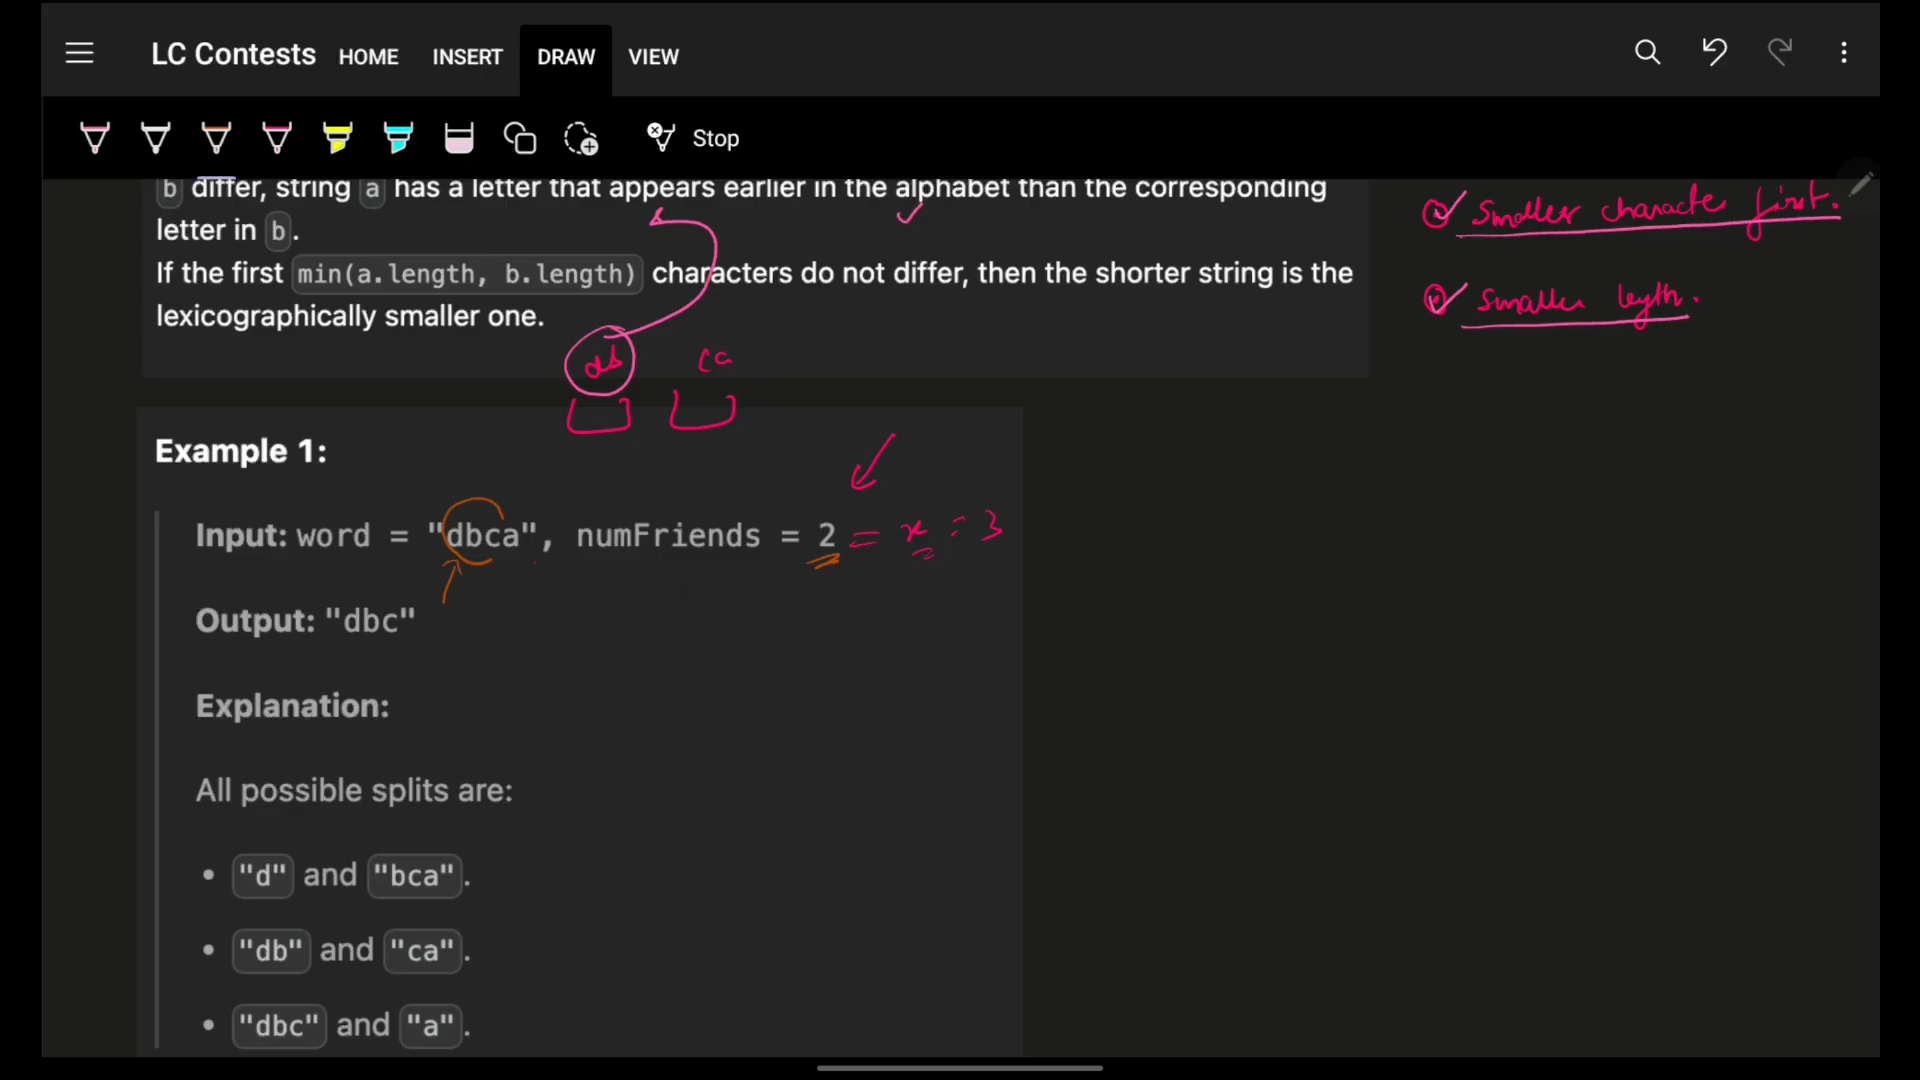 LC Contests HOME INSERT DRAW VIEW
Stop
b differ, string a has a letter that appears earlier in the alphabet than the corresponding
letter in b.
If the first min(a.length, b.length) characters do not differ, then the shorter string is the
lexicographically smaller one.
Smaller character first.
Smaller length.
db ca
Example 1:
Input: word = "dbca", numFriends = 2 = x = 3
Output: "dbc"
Explanation:
All possible splits are:
• "d" and "bca".
• "db" and "ca".
• "dbc" and "a".